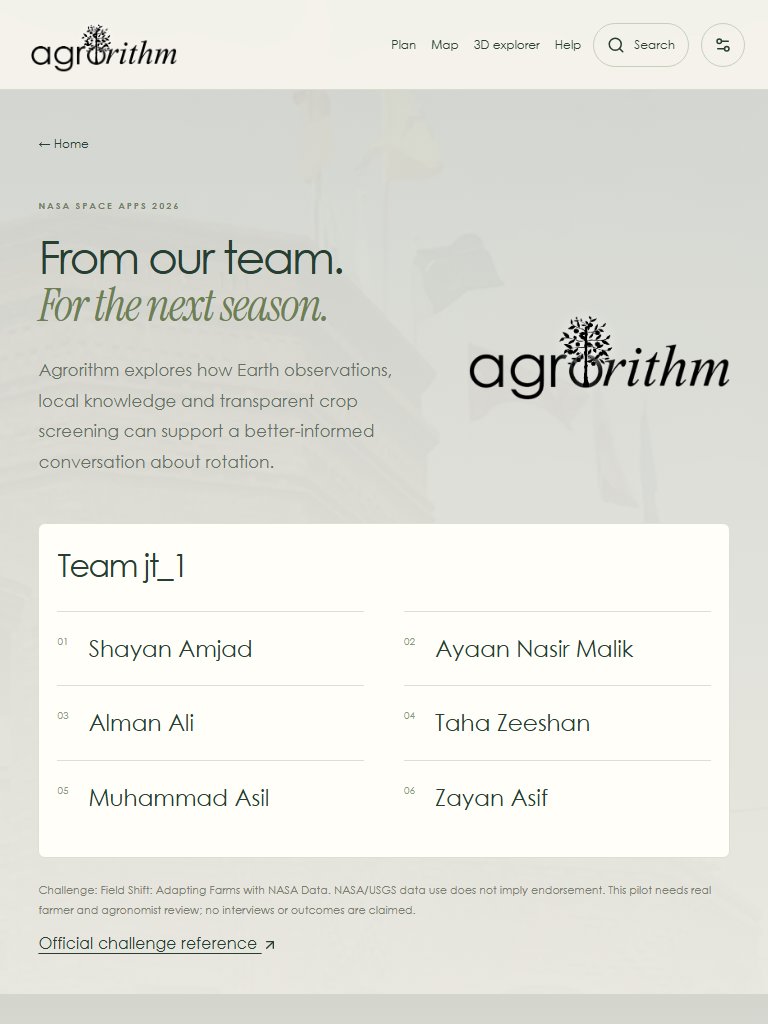 agrorithm
Plan Map 3D explorer Help Search
← Home
NASA SPACE APPS 2026
From our team.
For the next season.
Agrorithm explores how Earth observations,
local knowledge and transparent crop
screening can support a better-informed
conversation about rotation.
agrorithm
Team jt_1
01 Shayan Amjad
02 Ayaan Nasir Malik
03 Alman Ali
04 Taha Zeeshan
05 Muhammad Asil
06 Zayan Asif
Challenge: Field Shift: Adapting Farms with NASA Data. NASA/USGS data use does not imply endorsement. This pilot needs real
farmer and agronomist review; no interviews or outcomes are claimed.
Official challenge reference ↗